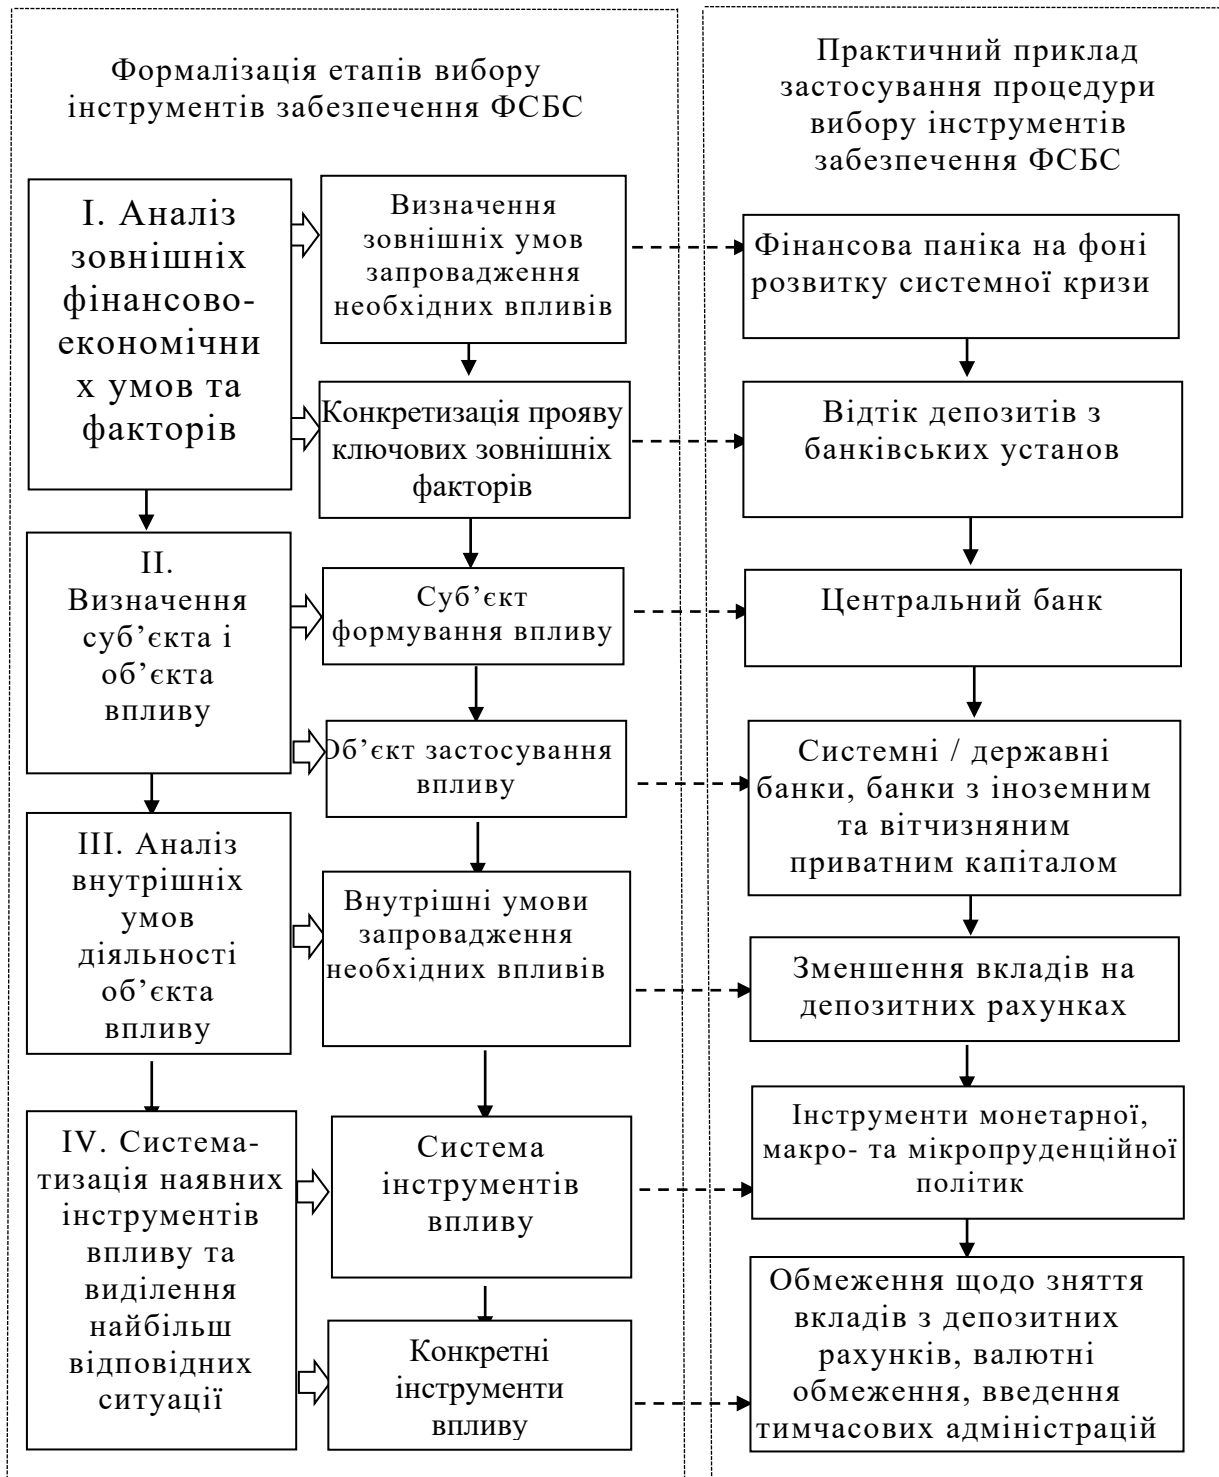 Формалізація етапів вибору
інструментів забезпечення ФСБС
Практичний приклад
застосування процедури
вибору інструментів
забезпечення ФСБС
І. Аналіз
зовнішніх
фінансово-
економічни
х умов та
факторів
Визначення
зовнішніх умов
запровадження
необхідних впливів
Фінансова паніка на фоні
розвитку системної кризи
Конкретизація прояву
ключових зовнішніх
факторів
Відтік депозитів з
банківських установ
ІІ.
Визначення
суб’єкта і
об’єкта
впливу
Суб’єкт
формування впливу
Центральний банк
Об’єкт застосування
впливу
Системні / державні
банки, банки з іноземним
та вітчизняним
приватним капіталом
ІІІ. Аналіз
внутрішніх
умов
діяльності
об’єкта
впливу
Внутрішні умови
запровадження
необхідних впливів
Зменшення вкладів на
депозитних рахунках
IV. Система-
тизація наявних
інструментів
впливу та
виділення
найбільш
відповідних
ситуації
Система
інструментів
впливу
Інструменти монетарної,
макро- та мікропруденційної
політик
Конкретні
інструменти
впливу
Обмеження щодо зняття
вкладів з депозитних
рахунків, валютні
обмеження, введення
тимчасових адміністрацій